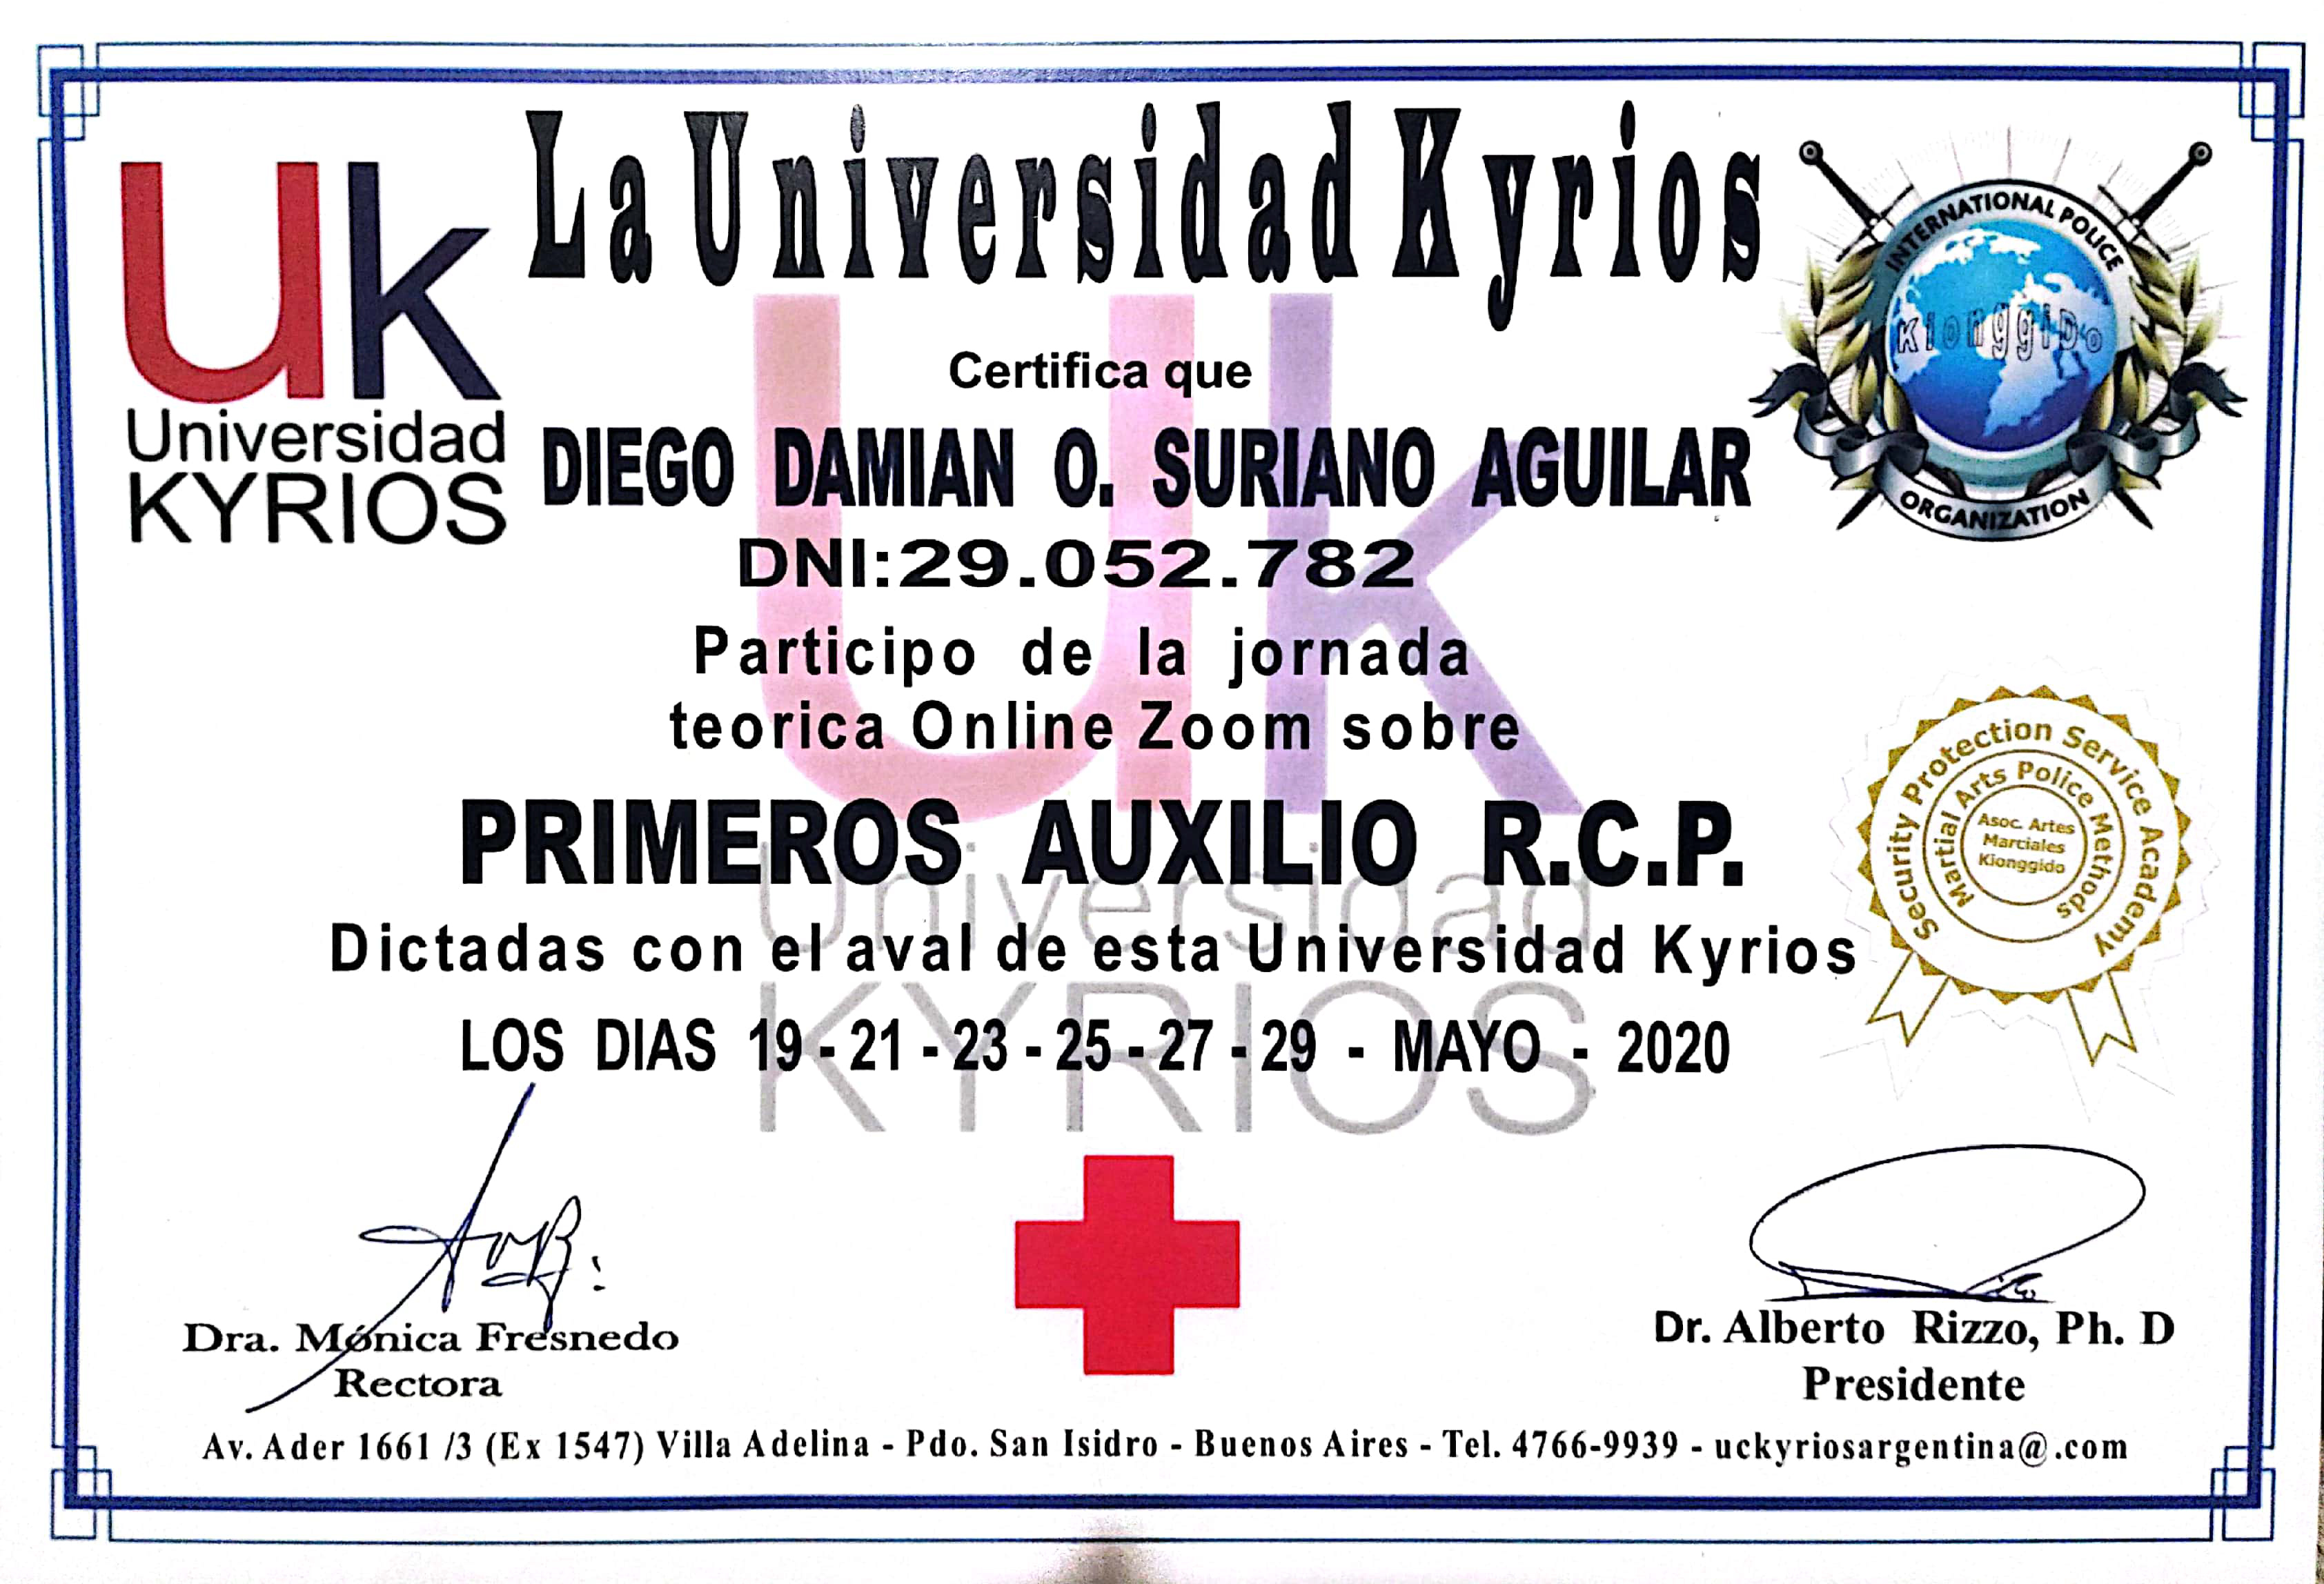 La Universidad Kyrios
uk
Universidad
KYRIOS
INTERNATIONAL POLICE
KionggiDo
ORGANIZATION
Certifica que
DIEGO DAMIAN O. SURIANO AGUILAR
DNI:29.052.782
Participo de la jornada
teorica Online Zoom sobre
PRIMEROS AUXILIO R.C.P.
Dictadas con el aval de esta Universidad Kyrios
LOS DIAS 19 - 21 - 23 - 25 - 27 - 29 - MAYO - 2020
uk
Universidad
KYRIOS
Security Protection Service Academy
Martial Arts Police Methods
Asoc. Artes
Marciales
Kionggido
Dra. Mónica Fresnedo
Rectora
Dr. Alberto Rizzo, Ph. D
Presidente
Av. Ader 1661 /3 (Ex 1547) Villa Adelina - Pdo. San Isidro - Buenos Aires - Tel. 4766-9939 - uckyriosargentina@.com